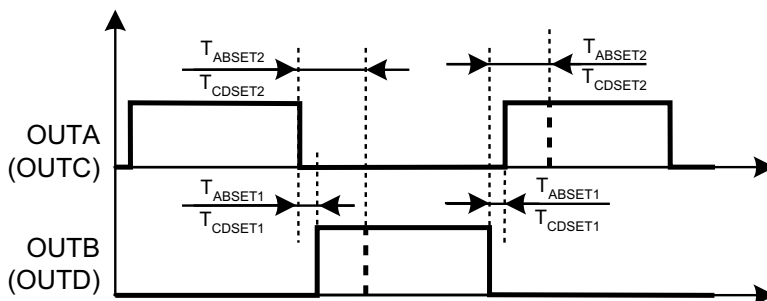 TABSET2
TCDSET2
TABSET2
TCDSET2
OUTA
(OUTC)
TABSET1
TCDSET1
TABSET1
TCDSET1
OUTB
(OUTD)